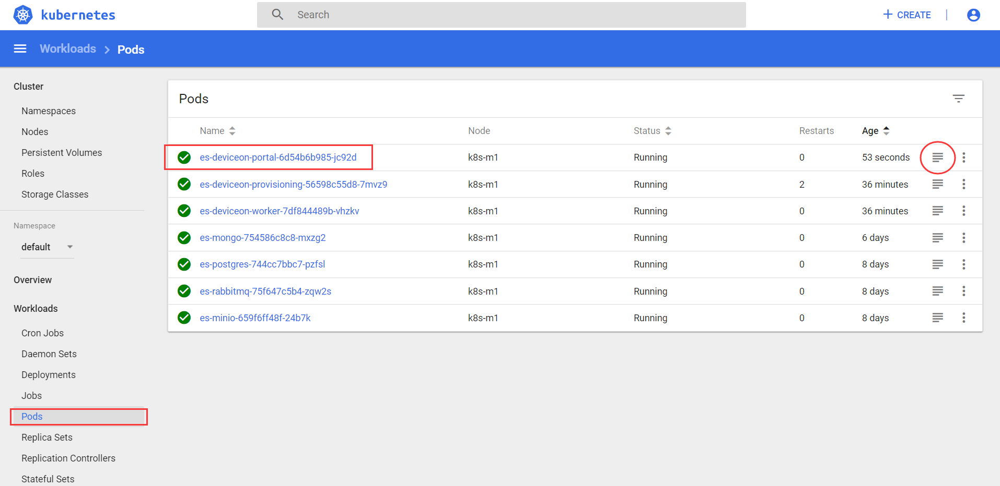 kubernetes
Search
CREATE
Workloads > Pods
Cluster
Namespaces
Nodes
Persistent Volumes
Roles
Storage Classes
Namespace
default
Overview
Workloads
Cron Jobs
Daemon Sets
Deployments
Jobs
Pods
Replica Sets
Replication Controllers
Stateful Sets
Pods
Name Node Status Restarts Age
es-deviceon-portal-6d54b6b985-jc92d k8s-m1 Running 0 53 seconds
es-deviceon-provisioning-56598c55d8-7mvz9 k8s-m1 Running 2 36 minutes
es-deviceon-worker-7df844489b-vhzkv k8s-m1 Running 0 36 minutes
es-mongo-754586c8c8-mxzg2 k8s-m1 Running 0 6 days
es-postgres-744cc7bbc7-pzfsl k8s-m1 Running 0 8 days
es-rabbitmq-75f647c5b4-zqw2s k8s-m1 Running 0 8 days
es-minio-659f6ff48f-24b7k k8s-m1 Running 0 8 days